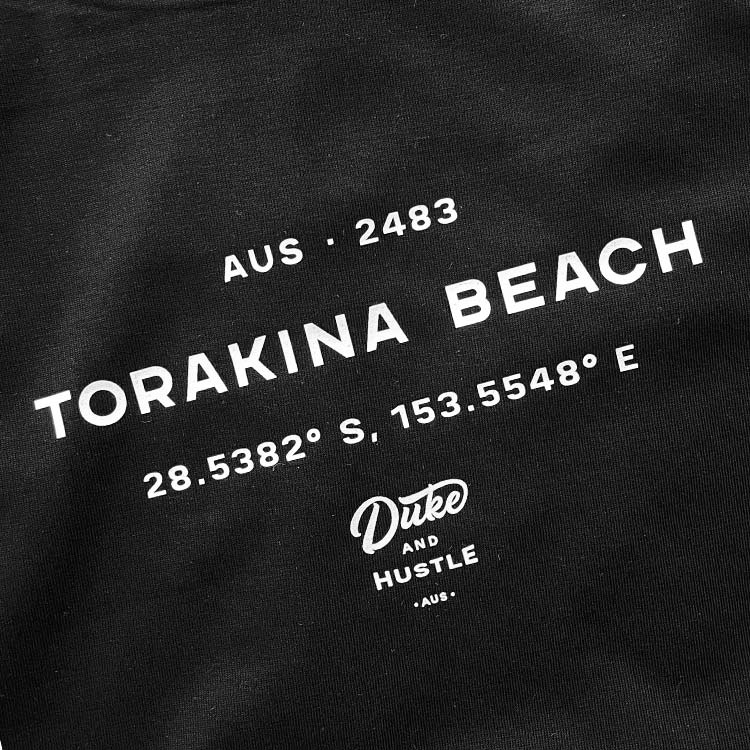 AUS · 2483
TORAKINA BEACH
28.5382° S, 153.5548° E
Duke
AND
HUSTLE
·AUS·